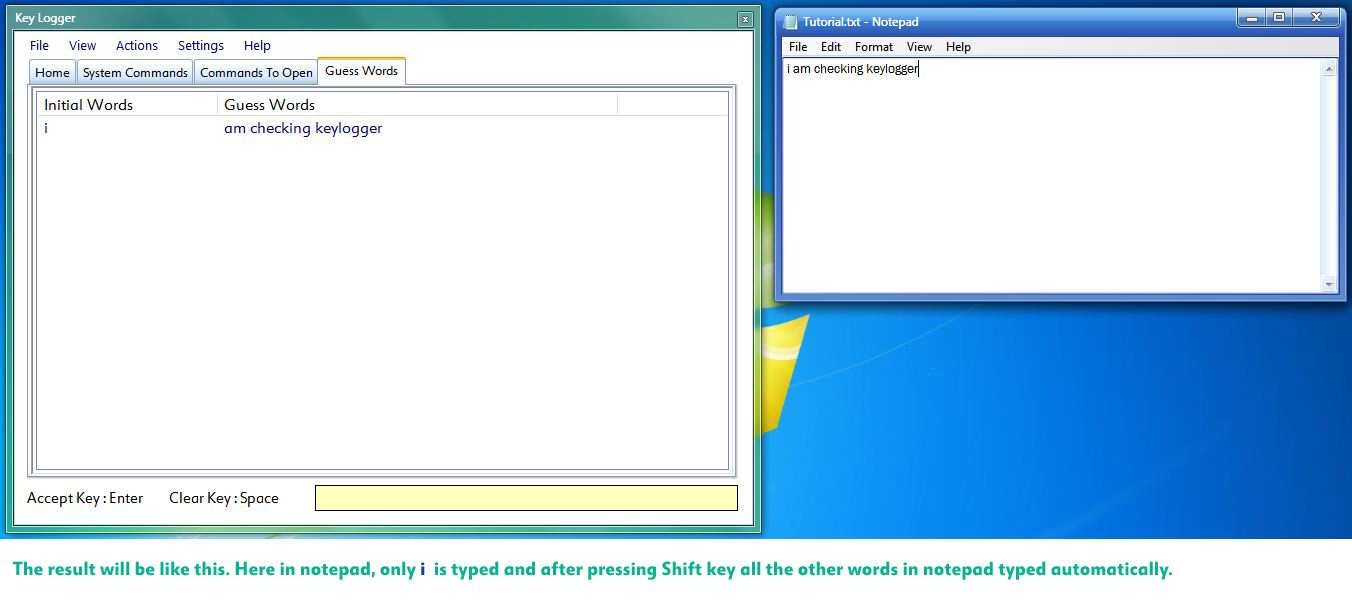 Key Logger
File View Actions Settings Help
Home System Commands Commands To Open Guess Words
Initial Words Guess Words
i am checking keylogger
Accept Key : Enter Clear Key : Space
Tutorial.txt - Notepad
File Edit Format View Help
i am checking keylogger
The result will be like this. Here in notepad, only i is typed and after pressing Shift key all the other words in notepad typed automatically.